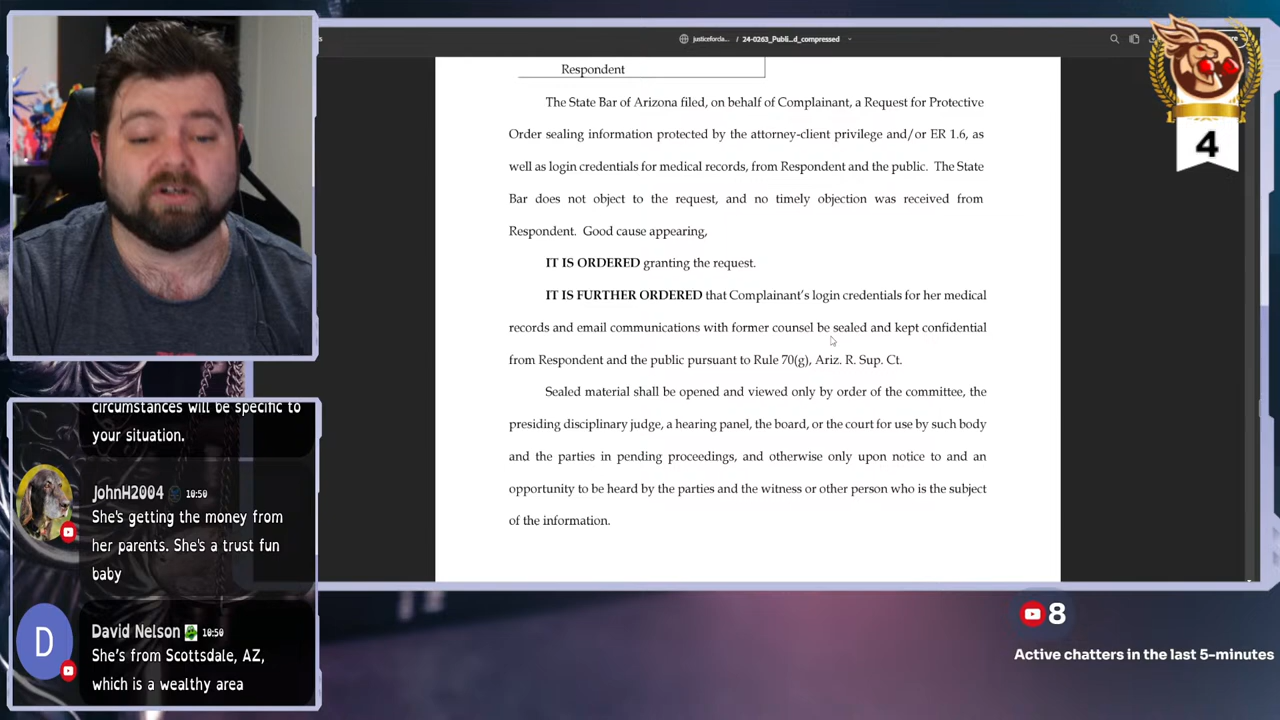 justiceforcla... / 24-0263_Publi...d_compressed
Respondent
The State Bar of Arizona filed, on behalf of Complainant, a Request for Protective
Order sealing information protected by the attorney-client privilege and/or ER 1.6, as
well as login credentials for medical records, from Respondent and the public. The State
Bar does not object to the request, and no timely objection was received from
Respondent. Good cause appearing,
IT IS ORDERED granting the request.
IT IS FURTHER ORDERED that Complainant's login credentials for her medical
records and email communications with former counsel be sealed and kept confidential
from Respondent and the public pursuant to Rule 70(g), Ariz. R. Sup. Ct.
Sealed material shall be opened and viewed only by order of the committee, the
presiding disciplinary judge, a hearing panel, the board, or the court for use by such body
and the parties in pending proceedings, and otherwise only upon notice to and an
opportunity to be heard by the parties and the witness or other person who is the subject
of the information.
4
circumstances will be specific to
your situation.
JohnH2004 10:50
She's getting the money from
her parents. She's a trust fun
baby
D
David Nelson 10:50
She's from Scottsdale, AZ,
which is a wealthy area
8
Active chatters in the last 5-minutes